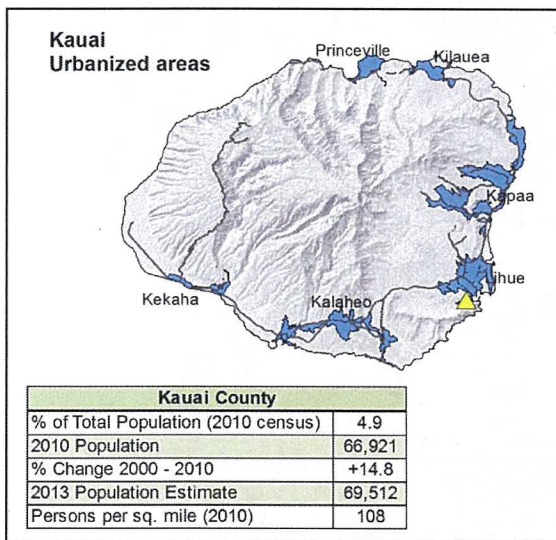 Kauai
Urbanized areas
Princeville
Kilauea
Kapaa
Lihue
Kekaha
Kalaheo
Kauai County
% of Total Population (2010 census) 4.9
2010 Population 66,921
% Change 2000 - 2010 +14.8
2013 Population Estimate 69,512
Persons per sq. mile (2010) 108